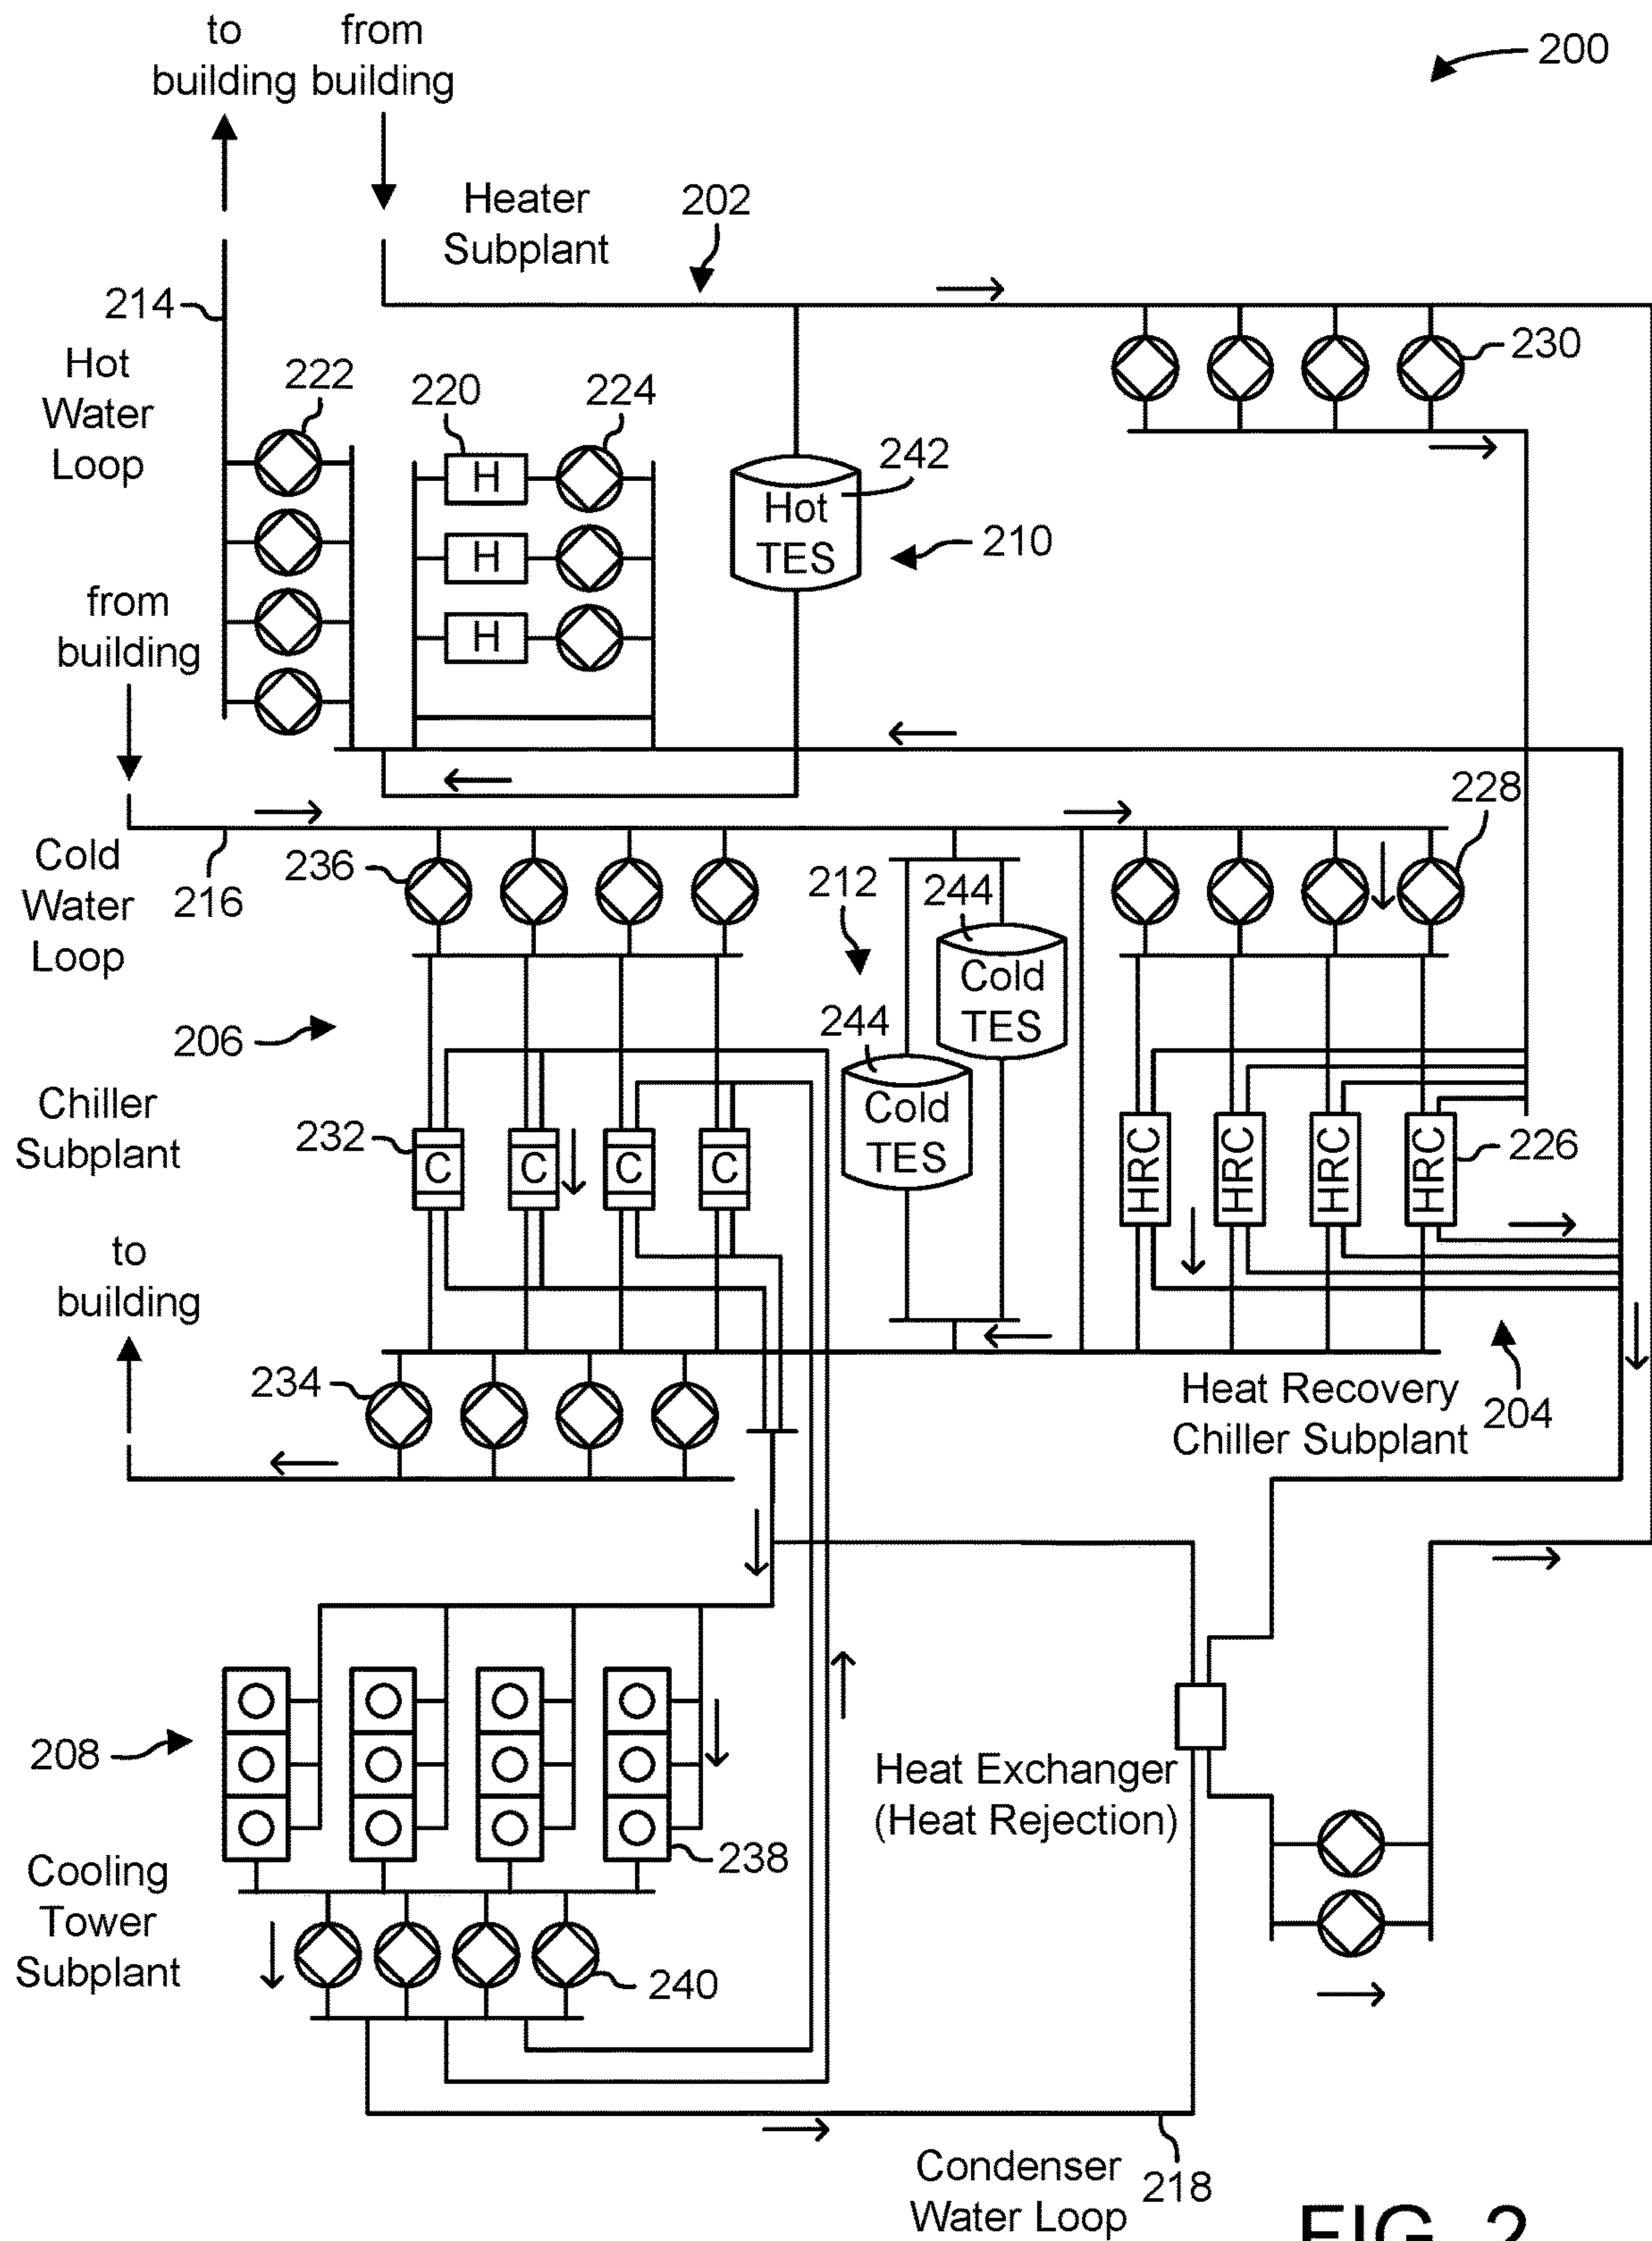 to
building
from
building
200
Heater
Subplant
202
214
Hot
Water
Loop
222
220
224
H
H
H
Hot
TES
242
210
230
from
building
Cold
Water
Loop
216
236
212
244
Cold
TES
244
Cold
TES
228
206
Chiller
Subplant
232
C
C
C
C
HRC
HRC
HRC
HRC
226
to
building
234
Heat Recovery
Chiller Subplant
204
208
Cooling
Tower
Subplant
238
240
Heat Exchanger
(Heat Rejection)
Condenser
Water Loop
218
FIG. 2